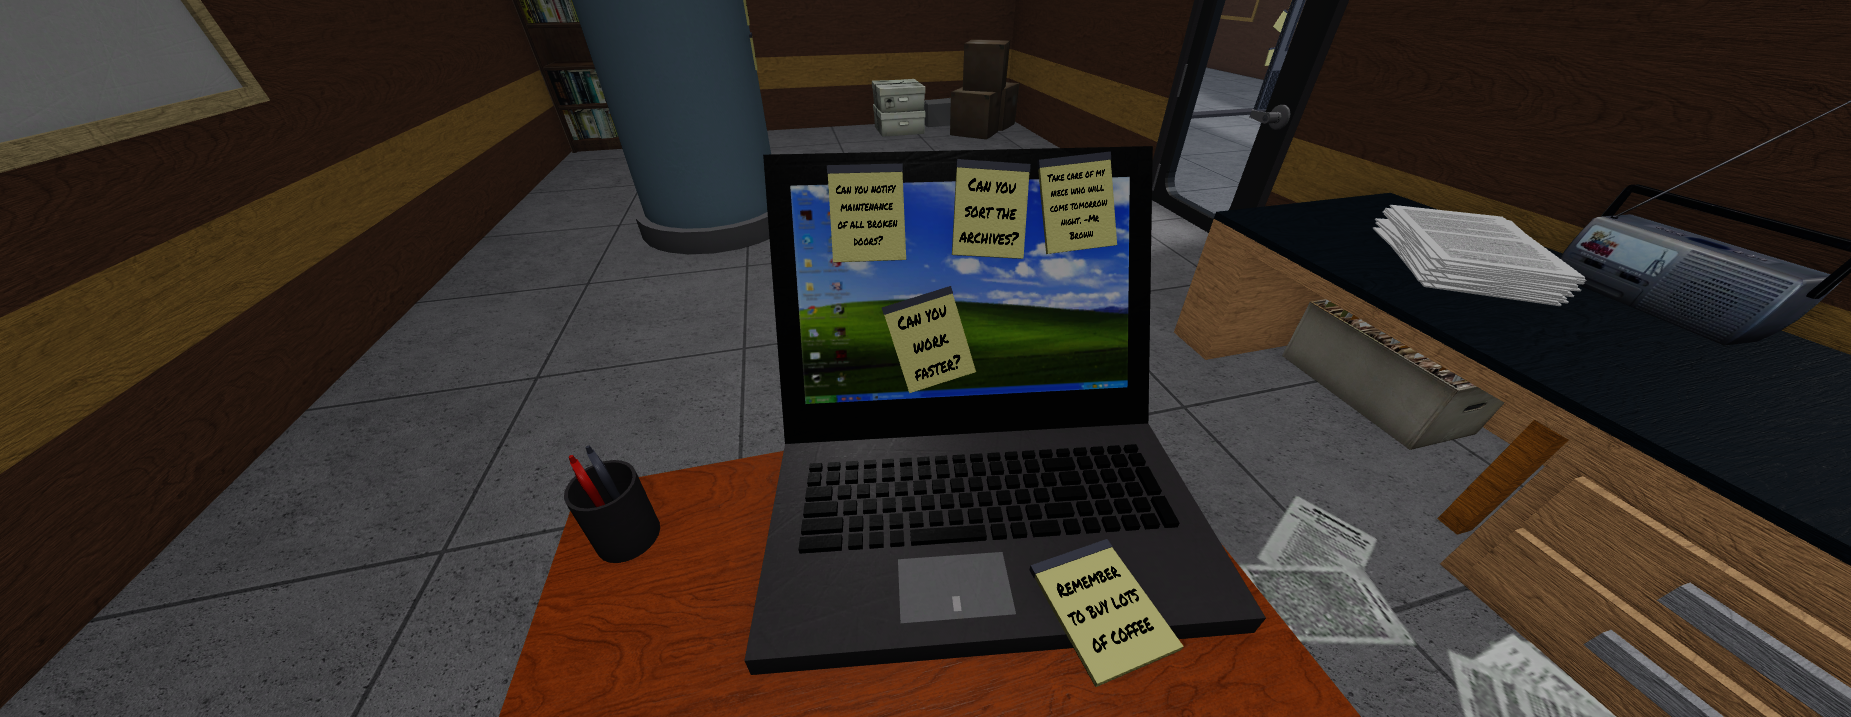 CAN YOU NOTIFY
MAINTENANCE
OF ALL BROKEN
DOORS?
CAN YOU
SORT THE
ARCHIVES?
TAKE CARE OF MY
NIECE WHO WILL
COME TOMORROW
NIGHT. -MR
BROWN
CAN YOU
WORK
FASTER?
REMEMBER
TO BUY LOTS
OF COFFEE